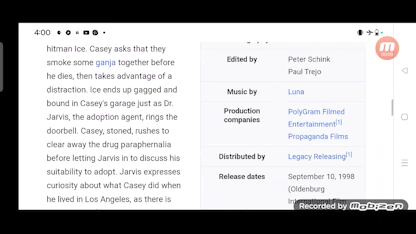 4:00
hitman Ice. Casey asks that they
smoke some ganja together before
he dies, then takes advantage of a
distraction. Ice ends up gagged and
bound in Casey's garage just as Dr.
Jarvis, the adoption agent, rings the
doorbell. Casey, stoned, rushes to
clear away the drug paraphernalia
before letting Jarvis in to discuss his
suitability to adopt. Jarvis expresses
curiosity about what Casey did when
he lived in Los Angeles, as there is
Edited by
Peter Schink
Paul Trejo
Music by
Luna
Production
companies
PolyGram Filmed
Entertainment[1]
Propaganda Films
Distributed by
Legacy Releasing[1]
Release dates
September 10, 1998
(Oldenburg
International Film
Recorded by Mobizen